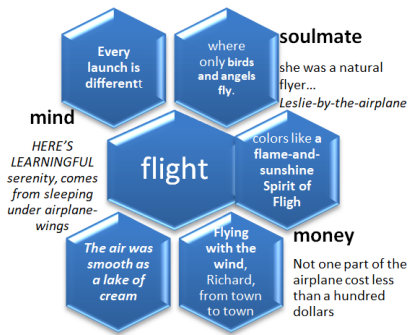 Every
launch is
differentt
where
only birds
and angels
fly.
soulmate
she was a natural
flyer…
Leslie-by-the-airplane
mind
HERE'S
LEARNINGFUL
serenity, comes
from sleeping
under airplane-
wings
flight
colors like a
flame-and-
sunshine
Spirit of
Fligh
The air was
smooth as
a lake of
cream
Flying
with the
wind,
Richard,
from town
to town
money
Not one part of the
airplane cost less
than a hundred
dollars